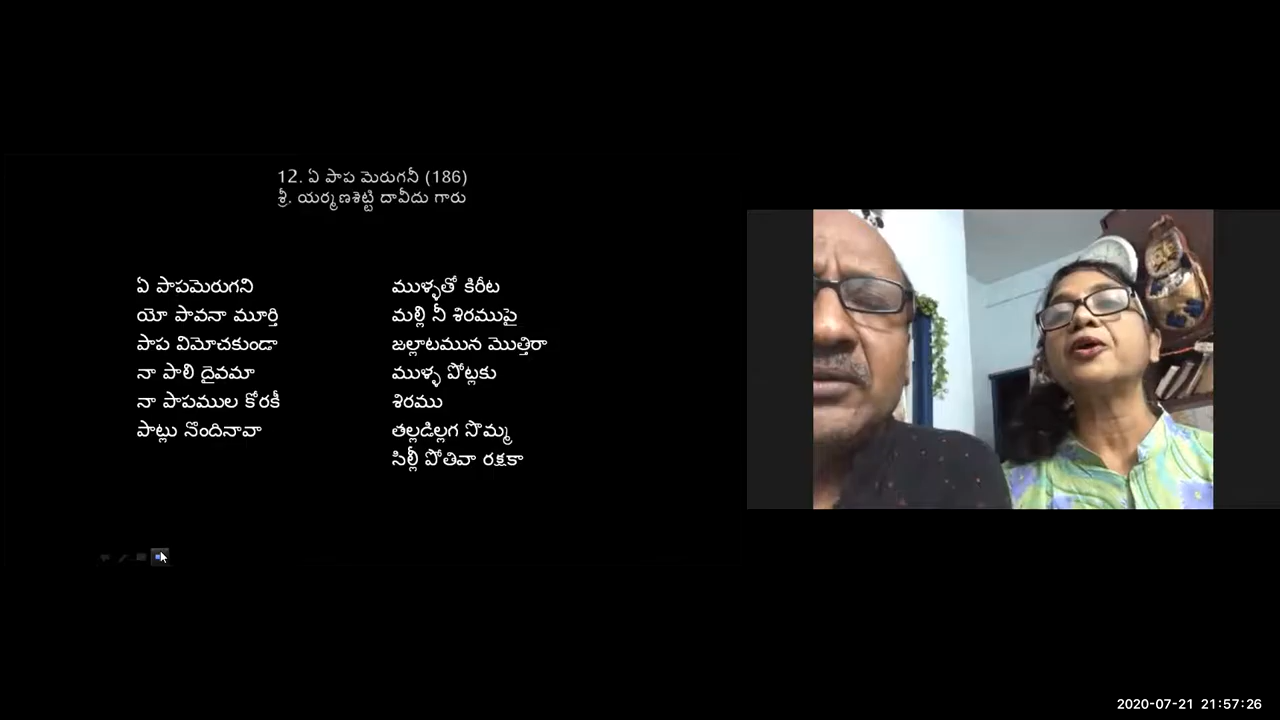 12. ఏ పాప మెరుగనీ (186)
శ్రీ. యర్మణశెట్టి దావీదు గారు
ఏ పాపమెరుగని
యో పావనా మూర్తి
పాప విమోచకుండా
నా పాలి దైవమా
నా పాపముల కోరకీ
పాట్లు నొందినావా
ముళ్ళతో కిరీట
మల్లి నీ శిరముపై
జల్లాటమున మొత్తిరా
ముళ్ళ పోట్లకు
శిరము
తల్లడిల్లగ సొమ్మ
సిల్లీ పోతివా రక్షకా
2020-07-21 21:57:26